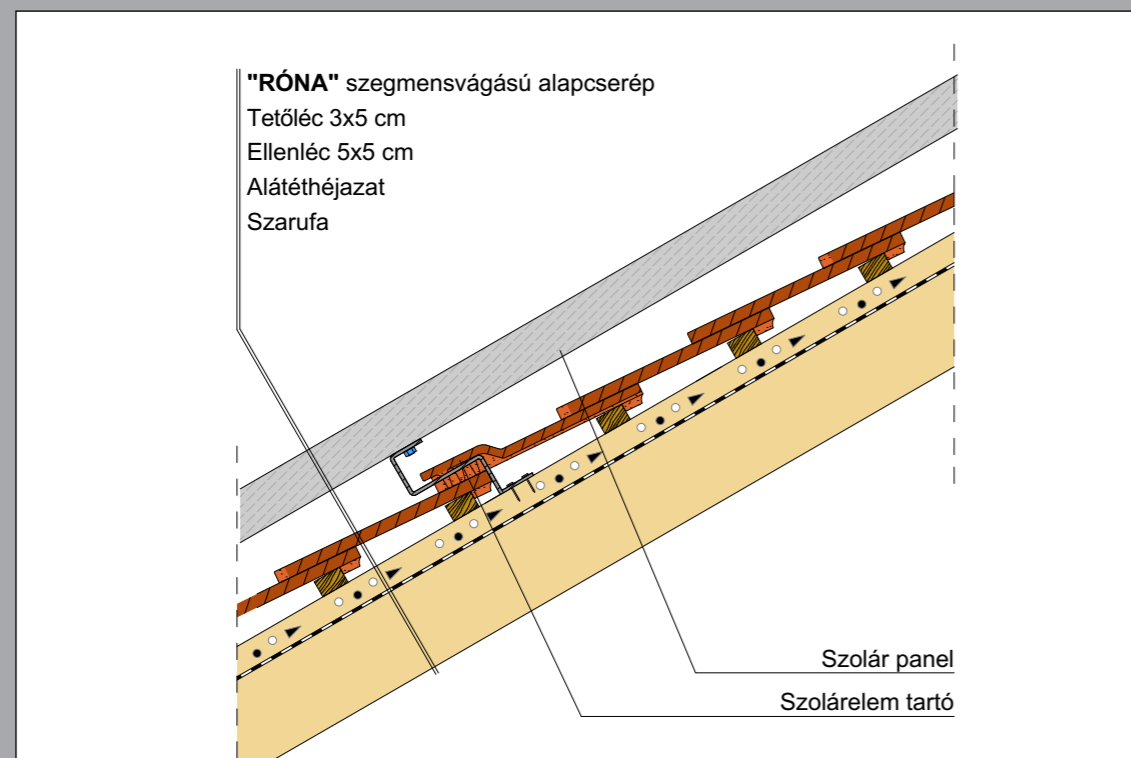 "RÓNA" szegmensvágású alapcserép
Tetőléc 3x5 cm
Ellenléc 5x5 cm
Alátéthéjazat
Szarufa
Szolár panel
Szolárelem tartó